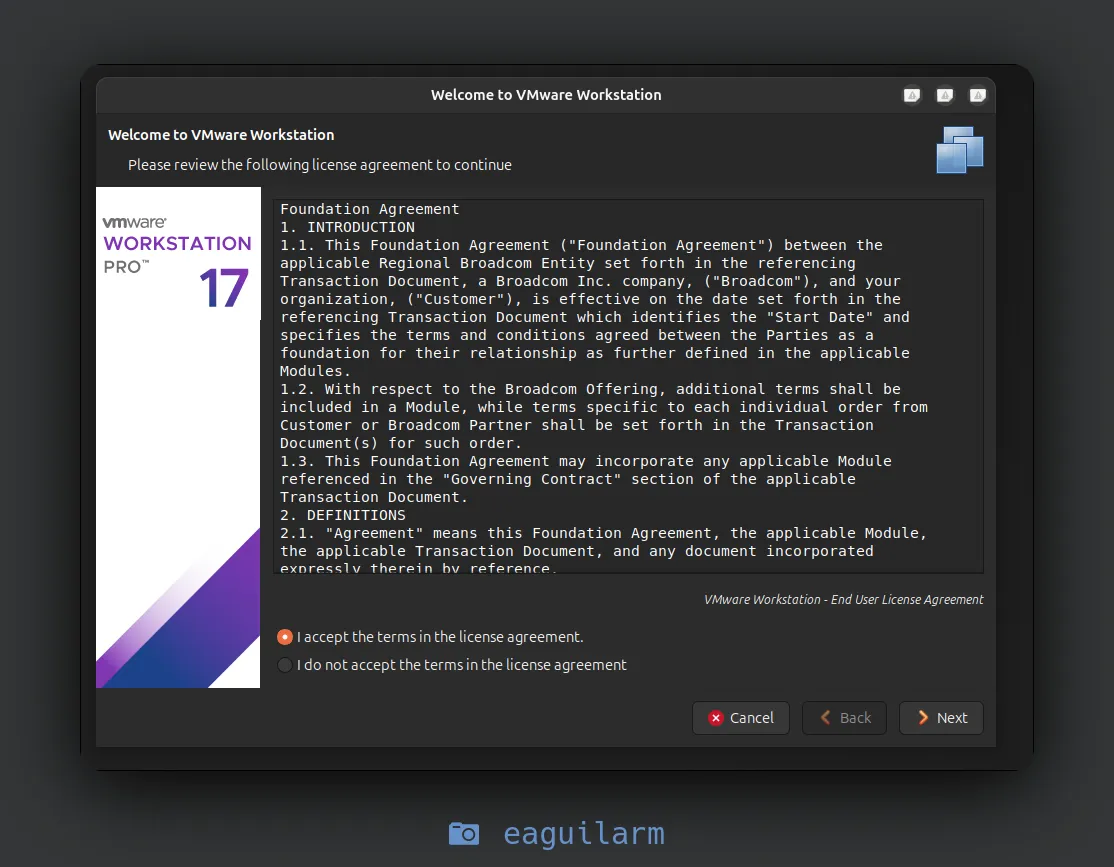 Welcome to VMware Workstation
Welcome to VMware Workstation
Please review the following license agreement to continue
vmware®
WORKSTATION
PRO™
17
Foundation Agreement
1. INTRODUCTION
1.1. This Foundation Agreement ("Foundation Agreement") between the
applicable Regional Broadcom Entity set forth in the referencing
Transaction Document, a Broadcom Inc. company, ("Broadcom"), and your
organization, ("Customer"), is effective on the date set forth in the
referencing Transaction Document which identifies the "Start Date" and
specifies the terms and conditions agreed between the Parties as a
foundation for their relationship as further defined in the applicable
Modules.
1.2. With respect to the Broadcom Offering, additional terms shall be
included in a Module, while terms specific to each individual order from
Customer or Broadcom Partner shall be set forth in the Transaction
Document(s) for such order.
1.3. This Foundation Agreement may incorporate any applicable Module
referenced in the "Governing Contract" section of the applicable
Transaction Document.
2. DEFINITIONS
2.1. "Agreement" means this Foundation Agreement, the applicable Module,
the applicable Transaction Document, and any document incorporated
expressly therein by reference.
VMware Workstation - End User License Agreement
I accept the terms in the license agreement.
I do not accept the terms in the license agreement
Cancel
Back
Next
eaguilarm